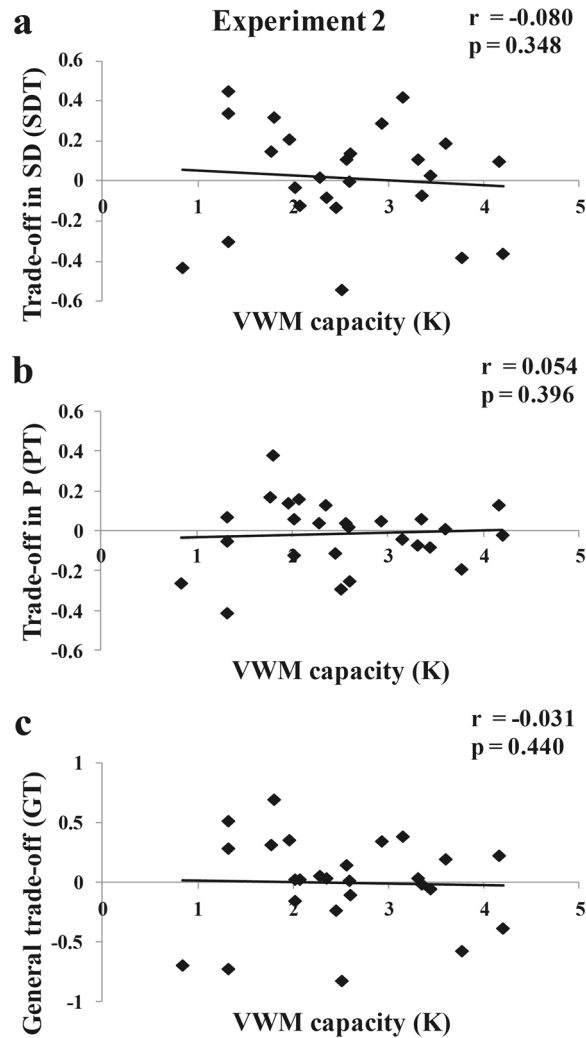 a
Experiment 2
r = -0.080
p = 0.348
Trade-off in SD (SDT)
0.6
0.4
0.2
0
-0.2
-0.4
-0.6
0 1 2 3 4 5
VWM capacity (K)
b
r = 0.054
p = 0.396
Trade-off in P (PT)
0.6
0.4
0.2
0
-0.2
-0.4
-0.6
0 1 2 3 4 5
VWM capacity (K)
c
r = -0.031
p = 0.440
General trade-off (GT)
1
0.5
0
-0.5
-1
0 1 2 3 4 5
VWM capacity (K)